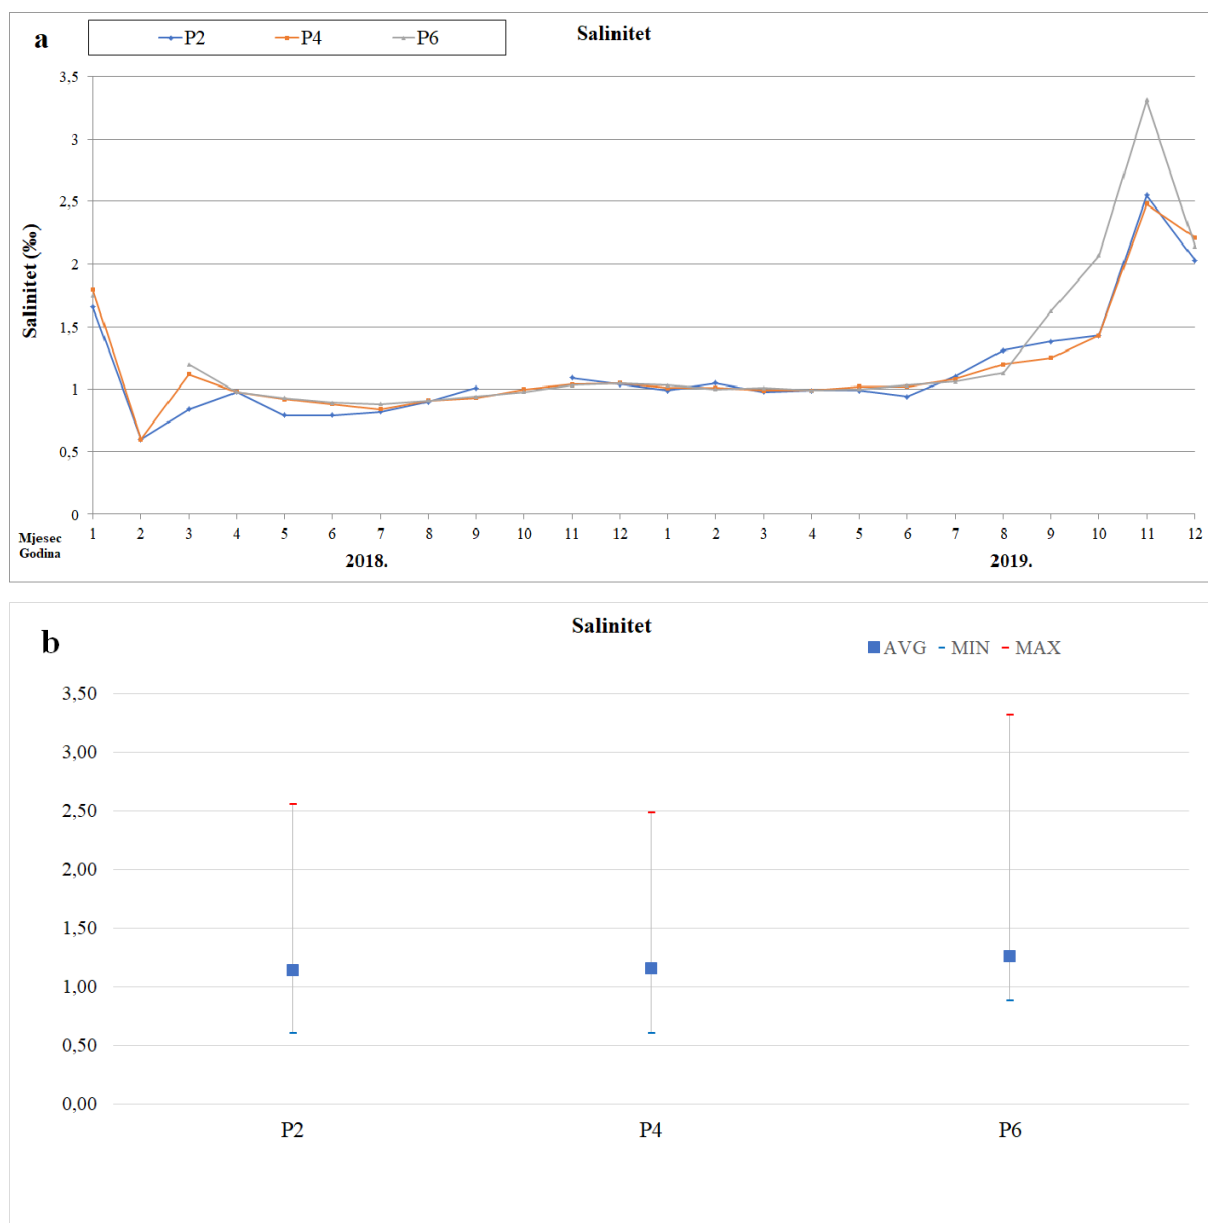 a
P2 P4 P6
Salinitet
3,5
3
2,5
2
1,5
1
0,5
0
Salinitet (‰)
Mjesec 1 2 3 4 5 6 7 8 9 10 11 12 1 2 3 4 5 6 7 8 9 10 11 12
Godina 2018. 2019.
b
Salinitet
AVG MIN MAX
3,50
3,00
2,50
2,00
1,50
1,00
0,50
0,00
P2 P4 P6